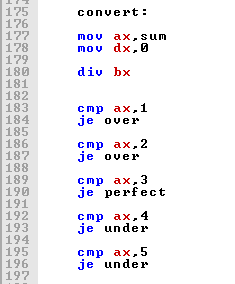 174
175 convert:
176
177 mov ax,sum
178 mov dx,0
179
180 div bx
181
182
183 cmp ax,1
184 je over
185
186 cmp ax,2
187 je over
188
189 cmp ax,3
190 je perfect
191
192 cmp ax,4
193 je under
194
195 cmp ax,5
196 je under
197